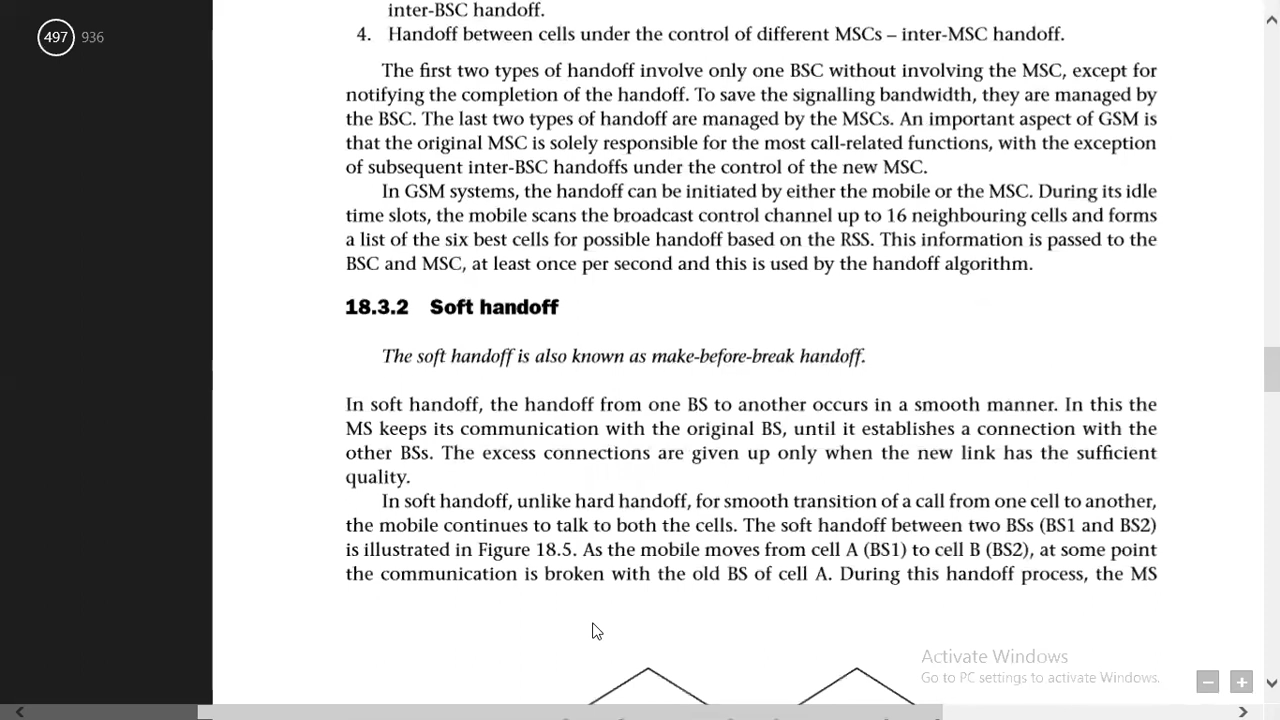 497 936
inter-BSC handoff.
4. Handoff between cells under the control of different MSCs – inter-MSC handoff.
The first two types of handoff involve only one BSC without involving the MSC, except for
notifying the completion of the handoff. To save the signalling bandwidth, they are managed by
the BSC. The last two types of handoff are managed by the MSCs. An important aspect of GSM is
that the original MSC is solely responsible for the most call-related functions, with the exception
of subsequent inter-BSC handoffs under the control of the new MSC.
In GSM systems, the handoff can be initiated by either the mobile or the MSC. During its idle
time slots, the mobile scans the broadcast control channel up to 16 neighbouring cells and forms
a list of the six best cells for possible handoff based on the RSS. This information is passed to the
BSC and MSC, at least once per second and this is used by the handoff algorithm.
18.3.2 Soft handoff
The soft handoff is also known as make-before-break handoff.
In soft handoff, the handoff from one BS to another occurs in a smooth manner. In this the
MS keeps its communication with the original BS, until it establishes a connection with the
other BSs. The excess connections are given up only when the new link has the sufficient
quality.
In soft handoff, unlike hard handoff, for smooth transition of a call from one cell to another,
the mobile continues to talk to both the cells. The soft handoff between two BSs (BS1 and BS2)
is illustrated in Figure 18.5. As the mobile moves from cell A (BS1) to cell B (BS2), at some point
the communication is broken with the old BS of cell A. During this handoff process, the MS
Activate Windows
Go to PC settings to activate Windows.